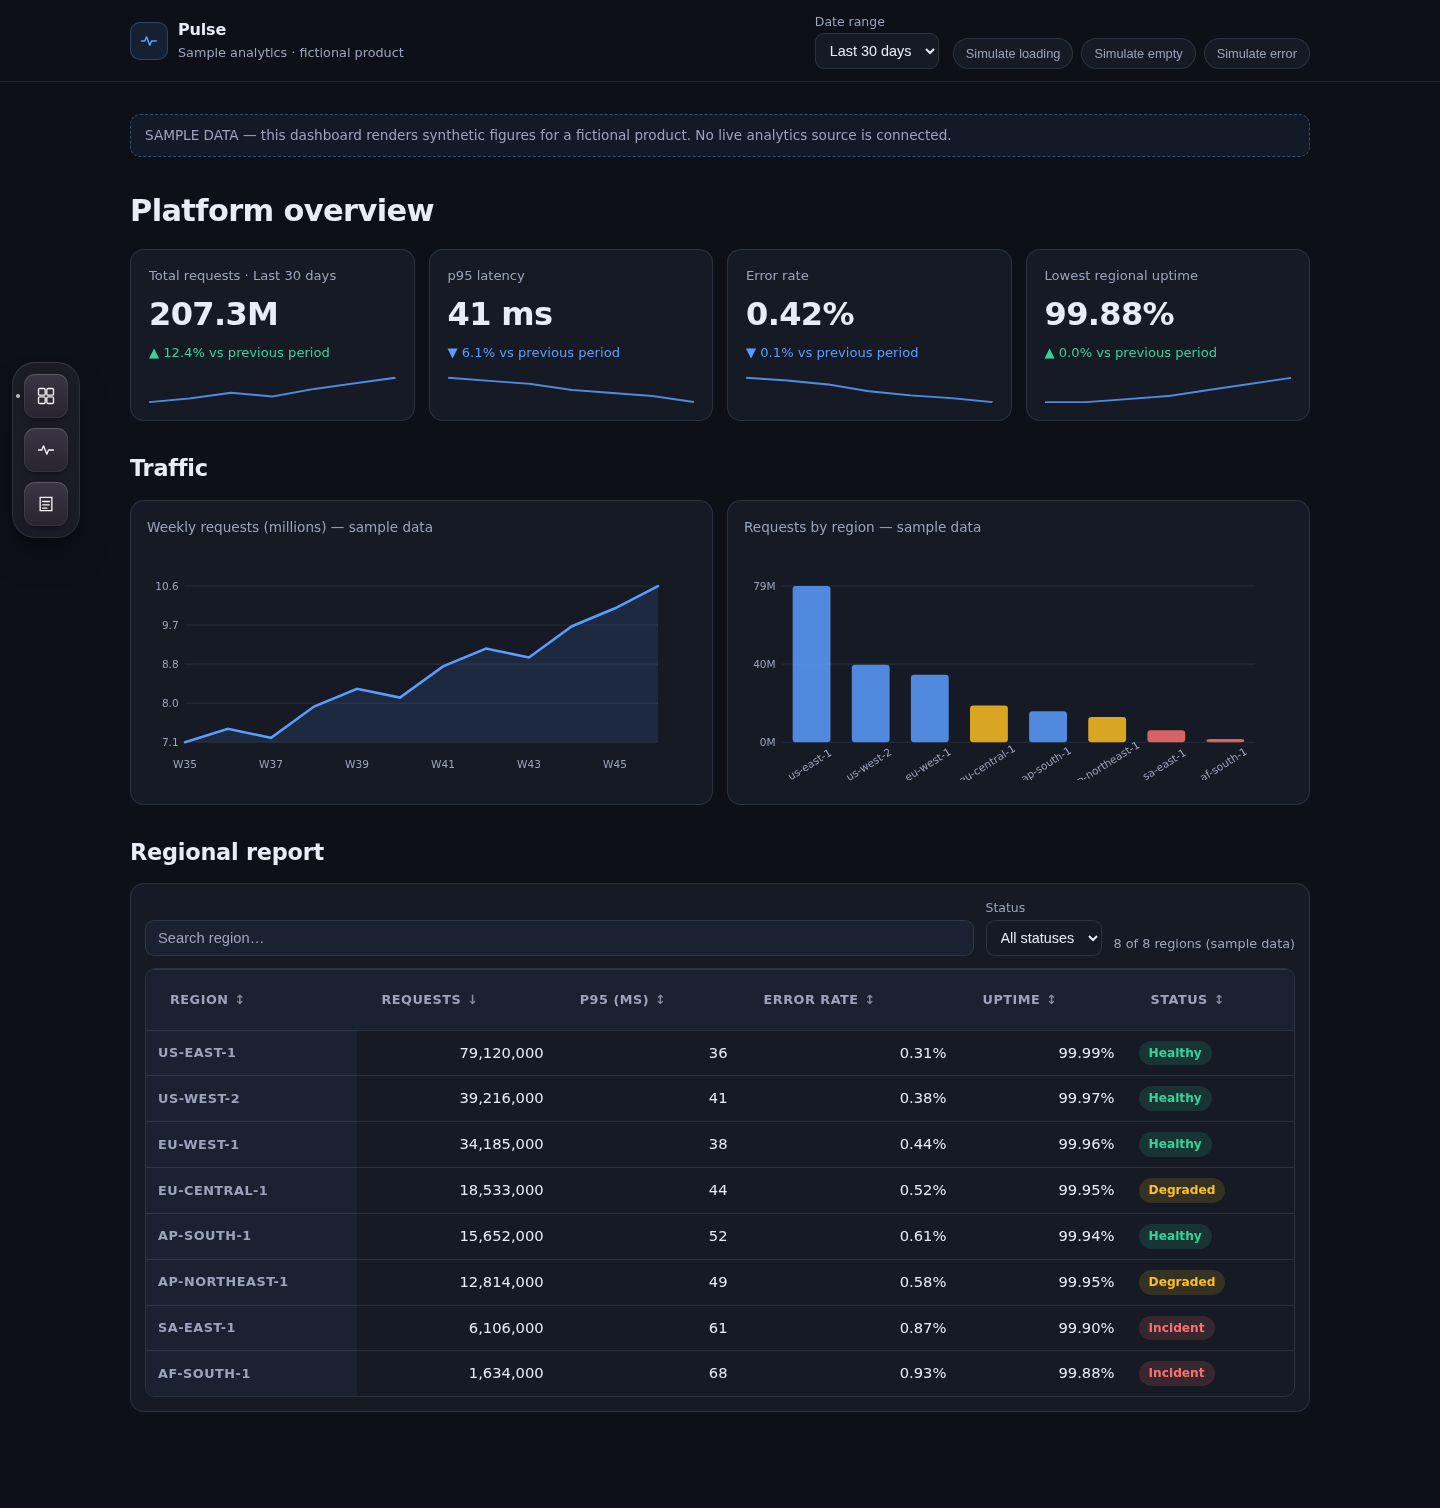 Pulse
Sample analytics · fictional product
Date range
Last 30 days
Simulate loading
Simulate empty
Simulate error
SAMPLE DATA — this dashboard renders synthetic figures for a fictional product. No live analytics source is connected.
Platform overview
Total requests · Last 30 days
207.3M
▲ 12.4% vs previous period
p95 latency
41 ms
▼ 6.1% vs previous period
Error rate
0.42%
▼ 0.1% vs previous period
Lowest regional uptime
99.88%
▲ 0.0% vs previous period
Traffic
Weekly requests (millions) — sample data
10.6
9.7
8.8
8.0
7.1
W35 W37 W39 W41 W43 W45
Requests by region — sample data
79M
40M
0M
us-east-1 us-west-2 eu-west-1 eu-central-1 ap-south-1 -northeast-1 sa-east-1 af-south-1
Regional report
Status
Search region…
All statuses
8 of 8 regions (sample data)
REGION ↕ REQUESTS ↓ P95 (MS) ↕ ERROR RATE ↕ UPTIME ↕ STATUS ↕
US-EAST-1 79,120,000 36 0.31% 99.99% Healthy
US-WEST-2 39,216,000 41 0.38% 99.97% Healthy
EU-WEST-1 34,185,000 38 0.44% 99.96% Healthy
EU-CENTRAL-1 18,533,000 44 0.52% 99.95% Degraded
AP-SOUTH-1 15,652,000 52 0.61% 99.94% Healthy
AP-NORTHEAST-1 12,814,000 49 0.58% 99.95% Degraded
SA-EAST-1 6,106,000 61 0.87% 99.90% Incident
AF-SOUTH-1 1,634,000 68 0.93% 99.88% Incident